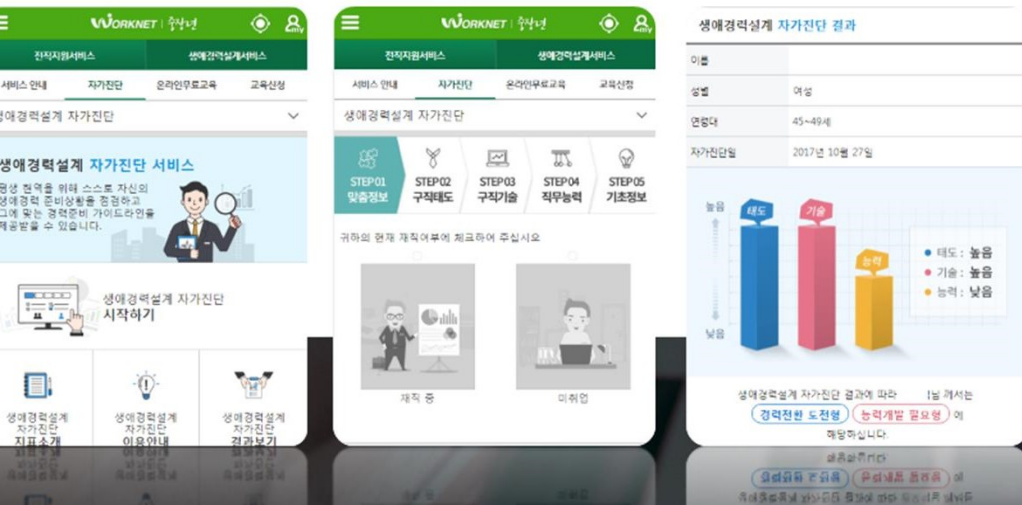 WORKNET | 중장년
my
전직지원서비스
생애경력설계서비스
서비스 안내
자가진단
온라인무료교육
교육신청
생애경력설계 자가진단
생애경력설계 자가진단 서비스
평생 현역을 위해 스스로 자신의
생애경력 준비상황을 점검하고
그에 맞는 경력준비 가이드라인을
제공받을 수 있습니다.
생애경력설계 자가진단
시작하기
생애경력설계
자가진단
지표소개
생애경력설계
자가진단
이용안내
생애경력설계
자가진단
결과보기
WORKNET | 중장년
my
전직지원서비스
생애경력설계서비스
서비스 안내
자가진단
온라인무료교육
교육신청
생애경력설계 자가진단
STEP01
맞춤정보
STEP02
구직태도
STEP03
구직기술
STEP04
직무능력
STEP05
기초정보
귀하의 현재 재직여부에 체크하여 주십시오
재직 중
미취업
생애경력설계 자가진단 결과
이름
성별
여성
연령대
45~49세
자가진단일
2017년 10월 27일
높음
낮음
태도
기술
능력
태도 : 높음
기술 : 높음
능력 : 낮음
생애경력설계 자가진단 결과에 따라 님 께서는
경력전환 도전형 능력개발 필요형 에
해당하십니다.